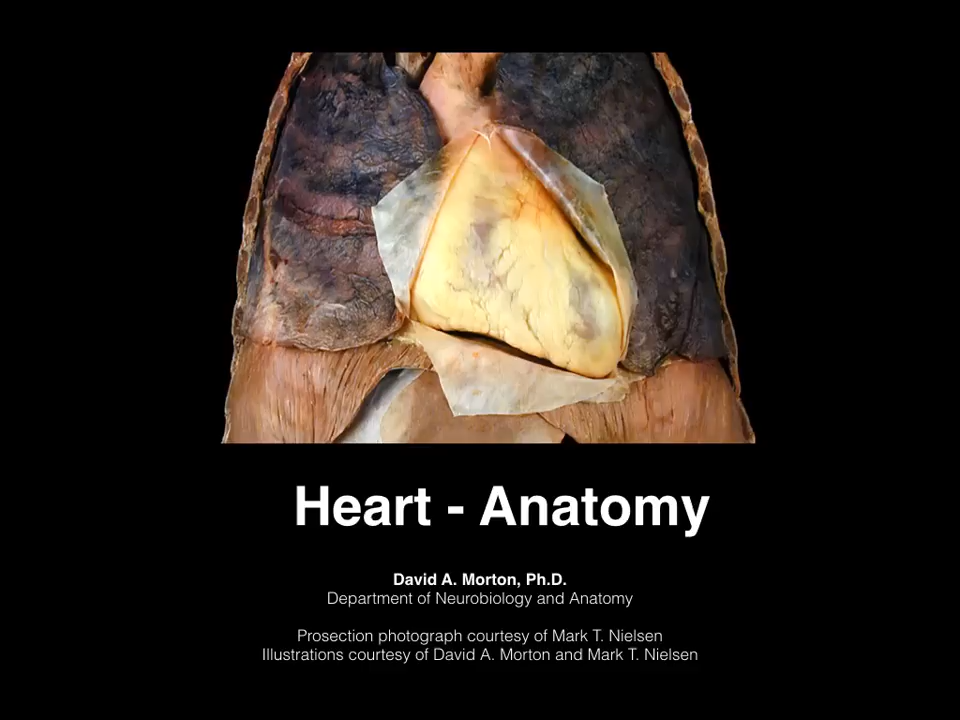 Heart - Anatomy
David A. Morton, Ph.D.
Department of Neurobiology and Anatomy
Prosection photograph courtesy of Mark T. Nielsen
Illustrations courtesy of David A. Morton and Mark T. Nielsen